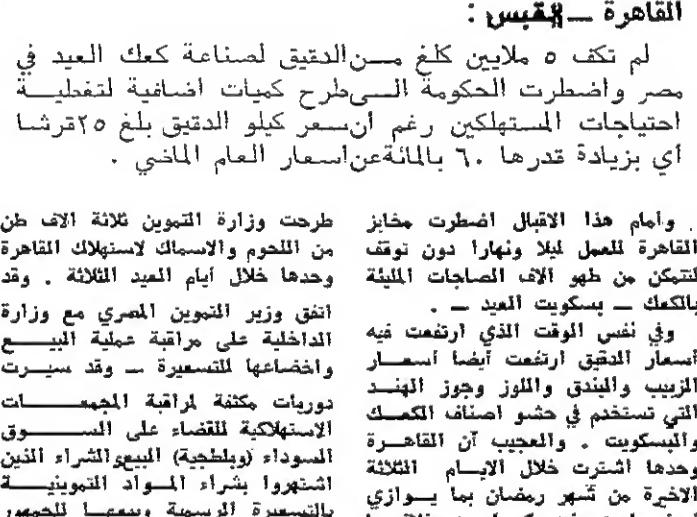 القاهرة — القبس :
لم تكف ٥ ملايين كلغ من الدقيق لصناعة كعك العيد في
مصر واضطرت الحكومة الى طرح كميات اضافية لتغطية
احتياجات المستهلكين رغم ان سعر كيلو الدقيق بلغ ٢٥ قرشا
أي بزيادة قدرها ٦٠ بالمائة عن اسعار العام الماضي .
وأمام هذا الاقبال اضطرت مخابز
القاهرة للعمل ليلا ونهارا دون توقف
لتتمكن من طهو الاف الصاجات المليئة
بالكعك — بسكويت العيد — .
وفي نفس الوقت الذي ارتفعت فيه
أسعار الدقيق ارتفعت أيضا أسعار
الزبيب والبندق واللوز وجوز الهند
التي تستخدم في حشو اصناف الكعك
والبسكويت . والعجيب أن القاهرة
وحدها اشترت خلال الايام الثلاثة
الاخيرة من شهر رمضان بما يوازي
طرحت وزارة التموين ثلاثة الاف طن
من اللحوم والاسماك لاستهلاك القاهرة
وحدها خلال أيام العيد الثلاثة . وقد
اتفق وزير التموين المصري مع وزارة
الداخلية على مراقبة عملية البيع
واخضاعها للتسعيرة — وقد سيرت
دوريات مكثفة لمراقبة المجمعات
الاستهلاكية للقضاء على السوق
السوداء (وبلطجية) البيع والشراء الذين
اشتهروا بشراء المواد التموينية
بالتسعيرة الرسمية وبيعها للجمهور